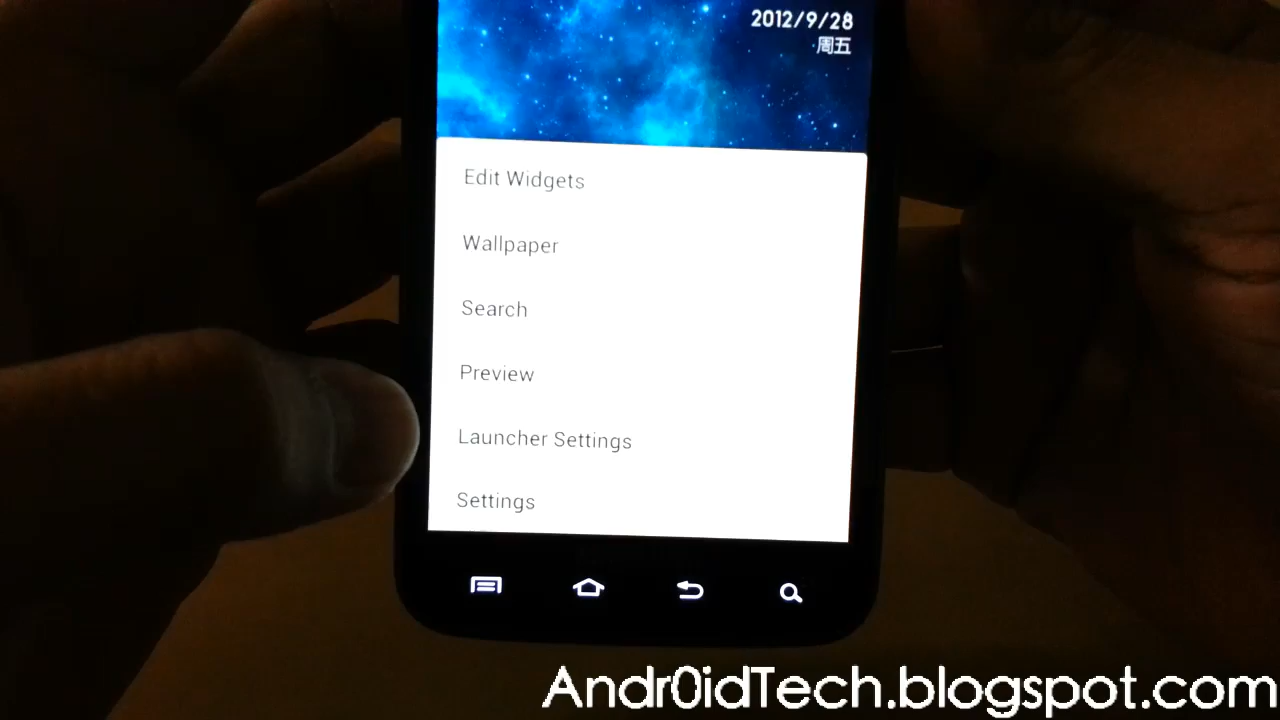 2012/9/28
周五
Edit Widgets
Wallpaper
Search
Preview
Launcher Settings
Settings
Andr0idTech.blogspot.com